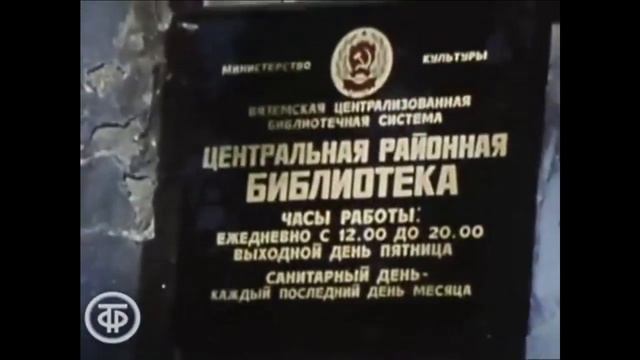 МИНИСТЕРСТВО КУЛЬТУРЫ
ВЯЗЕМСКАЯ ЦЕНТРАЛИЗОВАННАЯ
БИБЛИОТЕЧНАЯ СИСТЕМА
ЦЕНТРАЛЬНАЯ РАЙОННАЯ
БИБЛИОТЕКА
ЧАСЫ РАБОТЫ:
ЕЖЕДНЕВНО С 12.00 ДО 20.00
ВЫХОДНОЙ ДЕНЬ ПЯТНИЦА
САНИТАРНЫЙ ДЕНЬ-
КАЖДЫЙ ПОСЛЕДНИЙ ДЕНЬ МЕСЯЦА